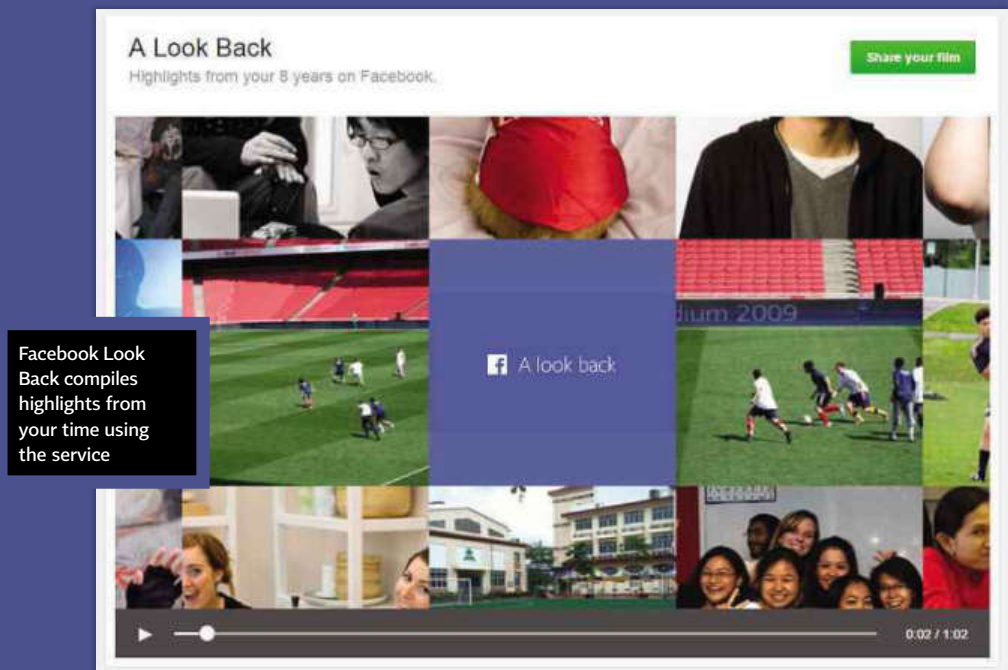 A Look Back
Highlights from your 8 years on Facebook.
Share your film
dium 2009
f A look back
Facebook Look
Back compiles
highlights from
your time using
the service
0:02 / 1:02